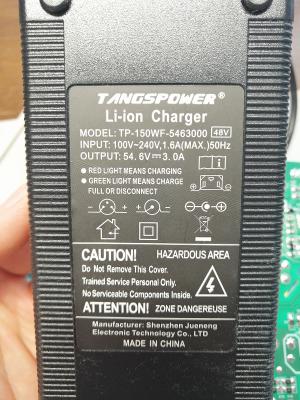 TANGSPOWER®
Li-ion Charger
MODEL: TP-150WF-5463000 48V
INPUT: 100V~240V,1.6A(MAX.)50Hz
OUTPUT: 54.6V⎓3.0A
● RED LIGHT MEANS CHARGING
● GREEN LIGHT MEANS CHARGE
FULL OR DISCONNECT
CAUTION! HAZARDOUS AREA
Do Not Remove This Cover.
Trained Service Personal Only.
No Serviceable Components Inside.
ATTENTION! ZONE DANGEREUSE
Manufacturer: Shenzhen Jueneng
Electronic Technology Co., LTD
MADE IN CHINA